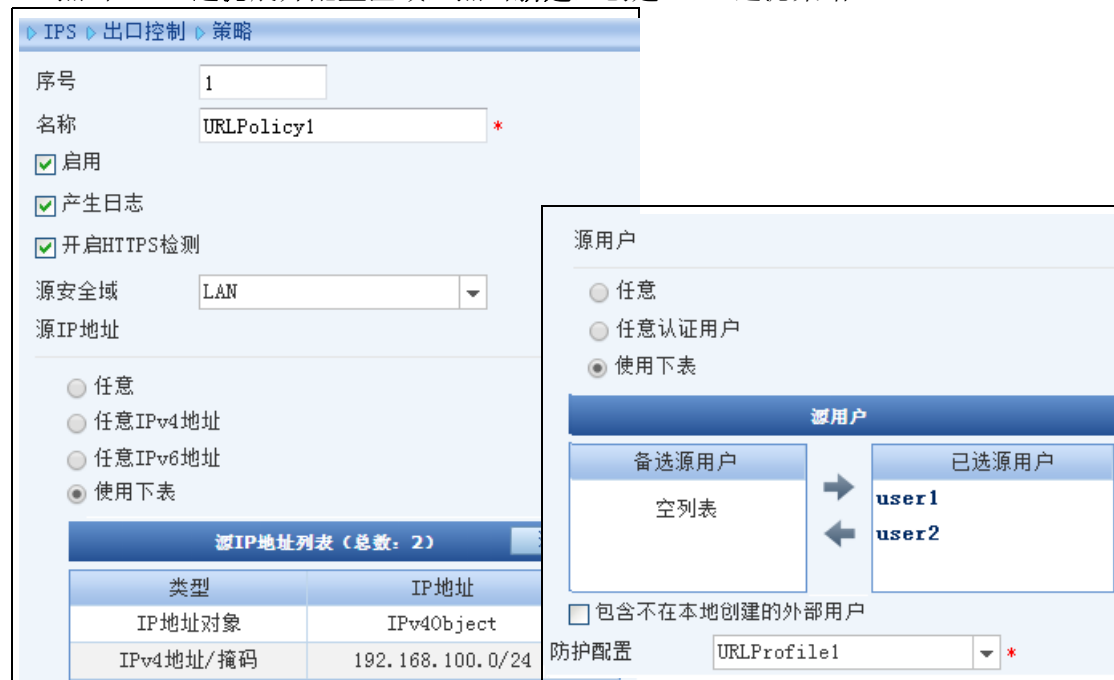 IPS 出口控制 策略
序号 1
名称 URLPolicy1 *
启用
产生日志
开启HTTPS检测
源安全域 LAN
源IP地址
任意
任意IPv4地址
任意IPv6地址
使用下表
源IP地址列表（总数：2）
类型 IP地址
IP地址对象 IPv4Object
IPv4地址/掩码 192.168.100.0/24
源用户
任意
任意认证用户
使用下表
源用户
备选源用户 已选源用户
空列表
user1
user2
包含不在本地创建的外部用户
防护配置 URLProfile1 *